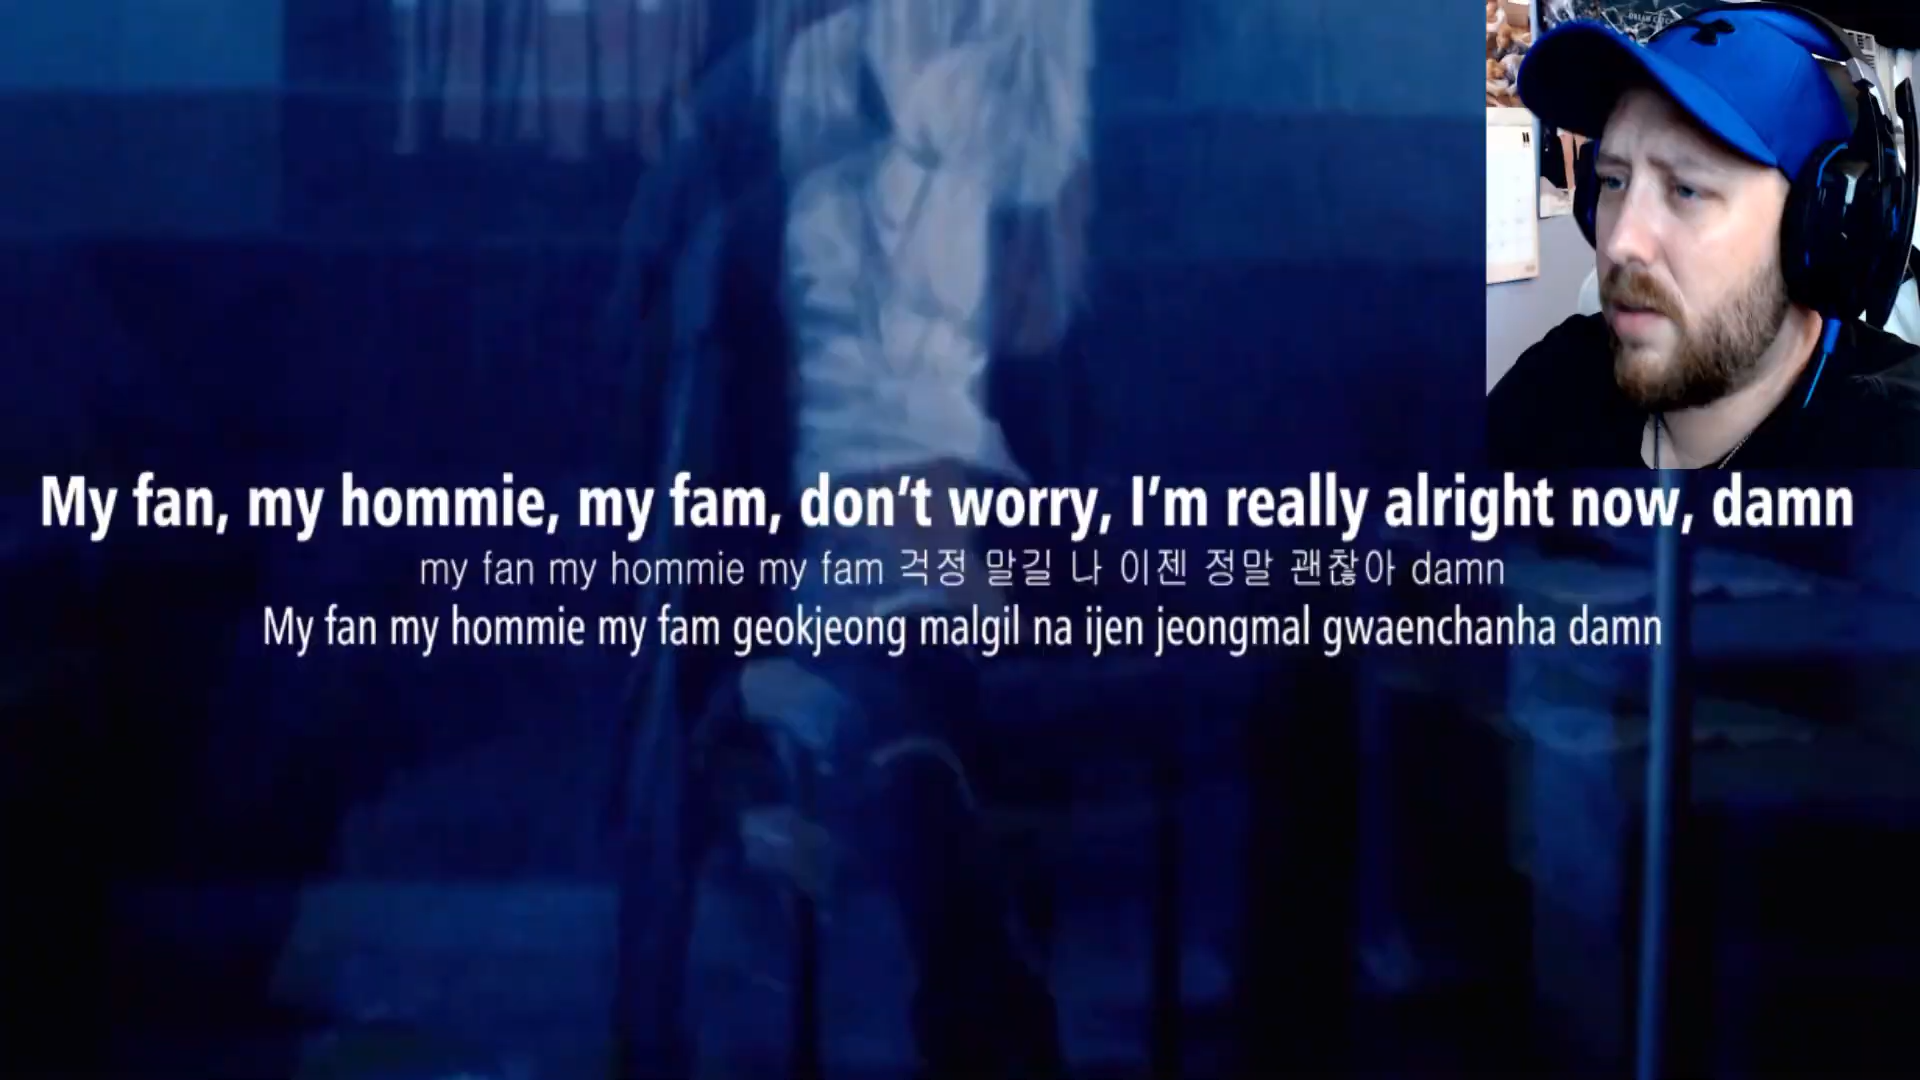 My fan, my hommie, my fam, don't worry, I'm really alright now, damn
my fan my hommie my fam 걱정 말길 나 이젠 정말 괜찮아 damn
My fan my hommie my fam geokjeong malgil na ijen jeongmal gwaenchanha damn